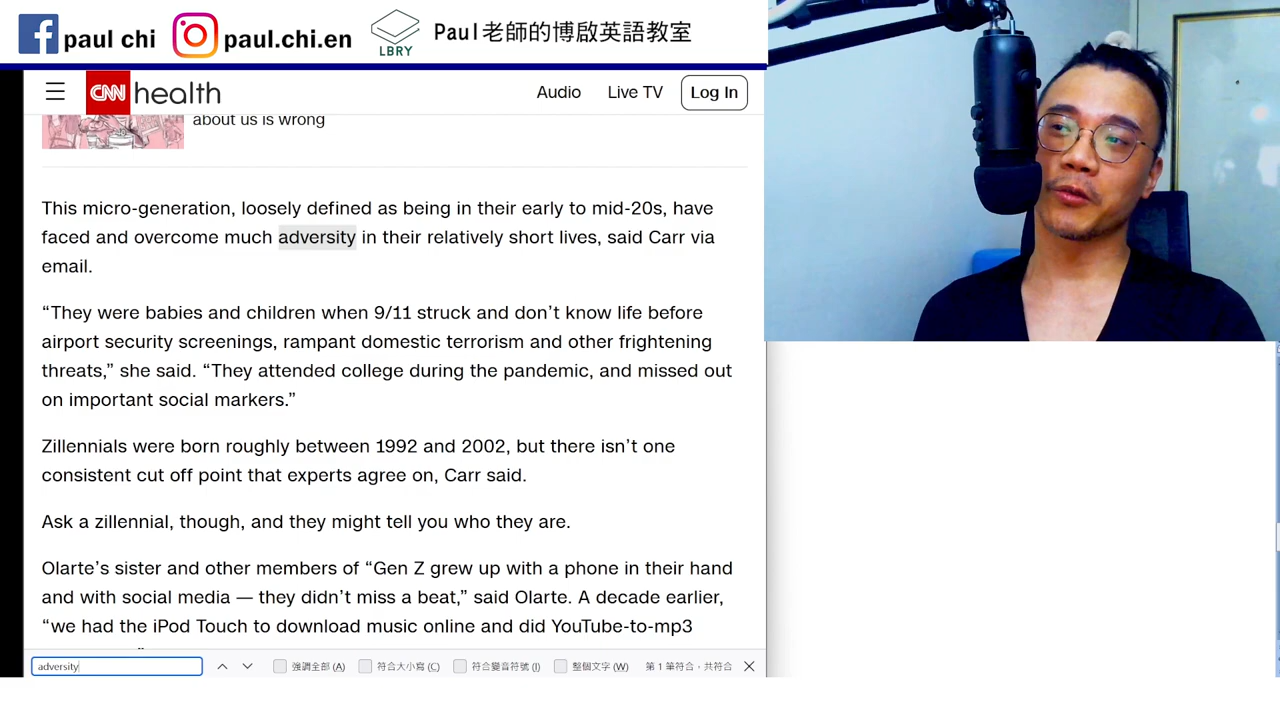 paul chi
paul.chi.en
LBRY
Paul老師的博啟英語教室
CNN health
Audio
Live TV
Log In
about us is wrong
This micro-generation, loosely defined as being in their early to mid-20s, have
faced and overcome much adversity in their relatively short lives, said Carr via
email.
“They were babies and children when 9/11 struck and don’t know life before
airport security screenings, rampant domestic terrorism and other frightening
threats,” she said. “They attended college during the pandemic, and missed out
on important social markers.”
Zillennials were born roughly between 1992 and 2002, but there isn’t one
consistent cut off point that experts agree on, Carr said.
Ask a zillennial, though, and they might tell you who they are.
Olarte’s sister and other members of “Gen Z grew up with a phone in their hand
and with social media — they didn’t miss a beat,” said Olarte. A decade earlier,
“we had the iPod Touch to download music online and did YouTube-to-mp3
adversity
強調全部 (A)
符合大小寫 (C)
符合變音符號 (I)
整個文字 (W)
第 1 筆符合，共符合